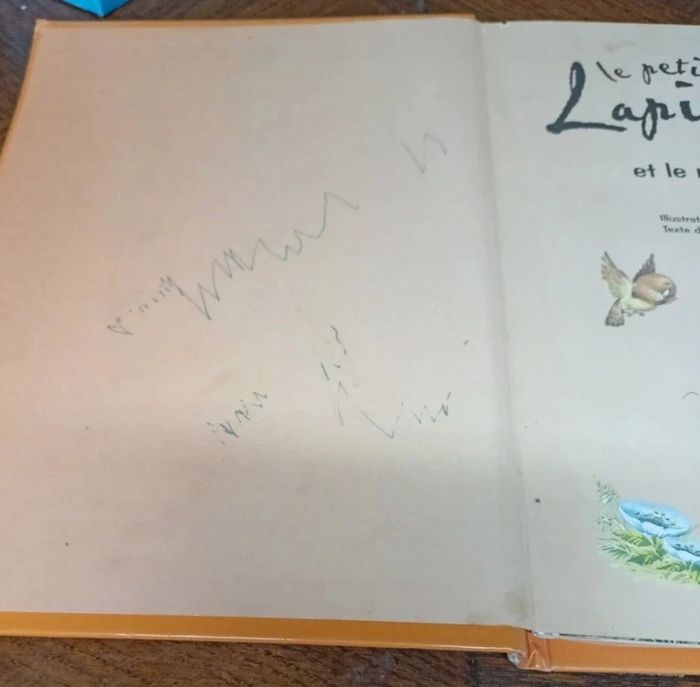 le peti
Lapi
et le
Illustrat
Texte d